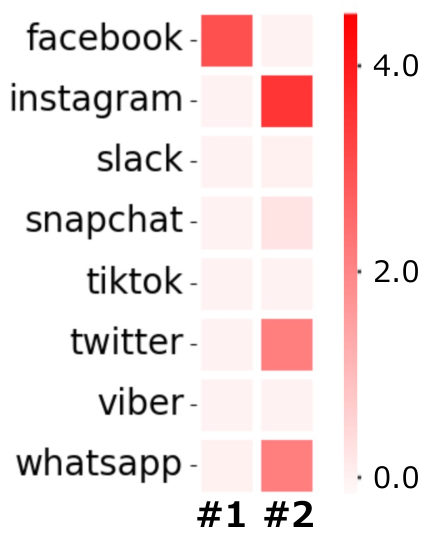 facebook
instagram
slack
snapchat
tiktok
twitter
viber
whatsapp
#1 #2
4.0
2.0
0.0